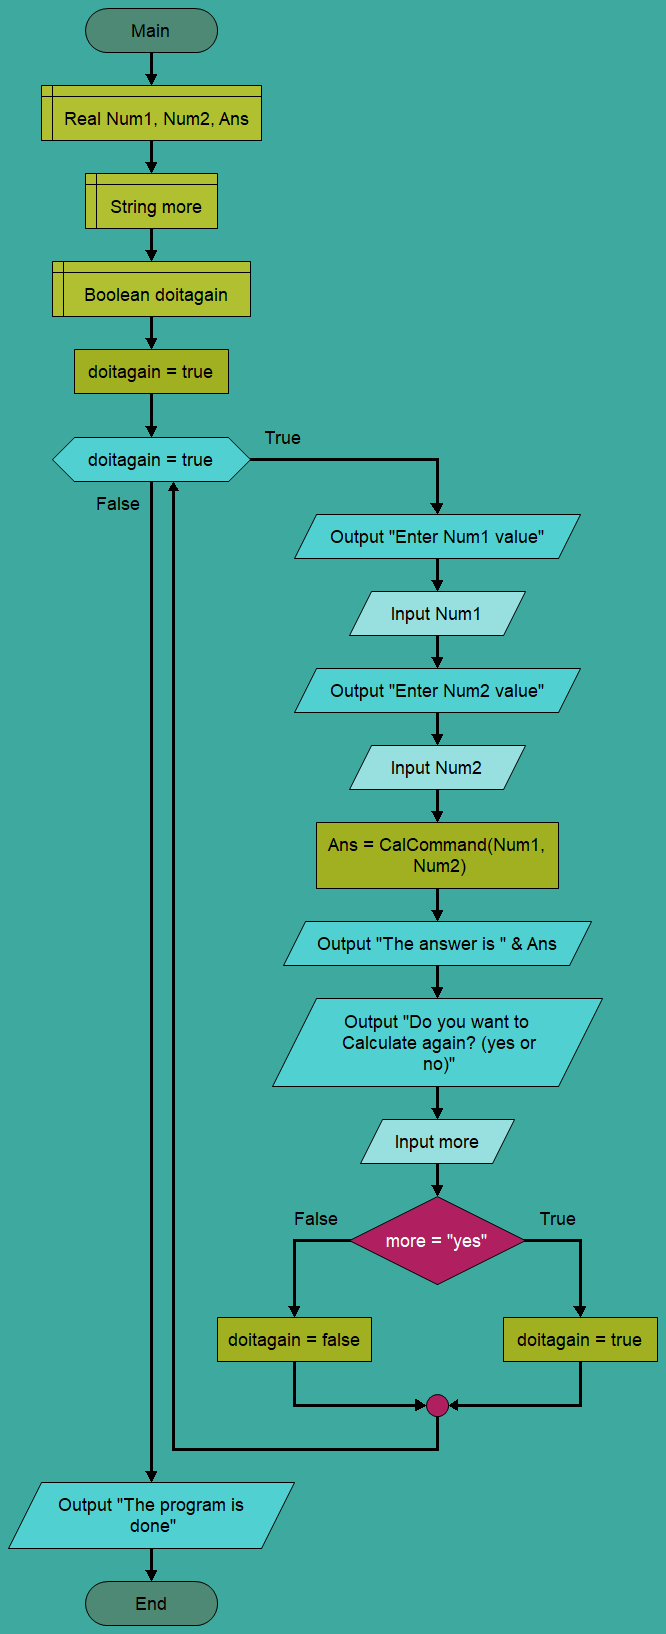 Main
Real Num1, Num2, Ans
String more
Boolean doitagain
doitagain = true
doitagain = true
True
False
Output "Enter Num1 value"
Input Num1
Output "Enter Num2 value"
Input Num2
Ans = CalCommand(Num1,
Num2)
Output "The answer is " & Ans
Output "Do you want to
Calculate again? (yes or
no)"
Input more
False
True
more = "yes"
doitagain = false
doitagain = true
Output "The program is
done"
End